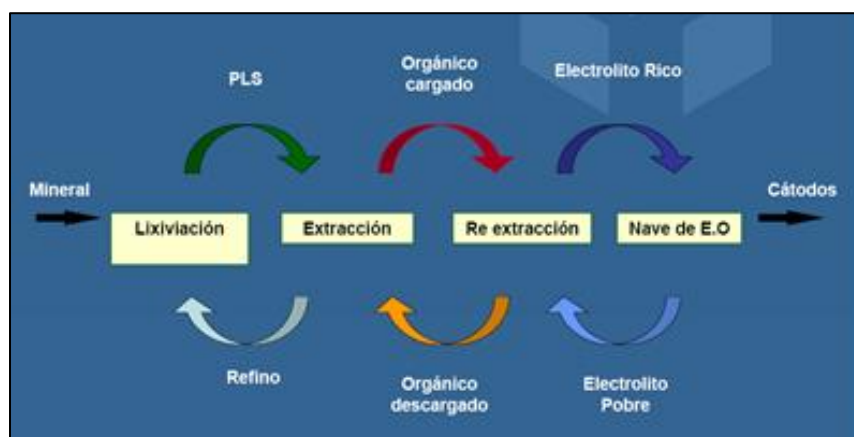 PLS
Orgánico
cargado
Electrolito Rico
Mineral
Cátodos
Lixiviación
Extracción
Re extracción
Nave de E.O
Refino
Orgánico
descargado
Electrolito
Pobre